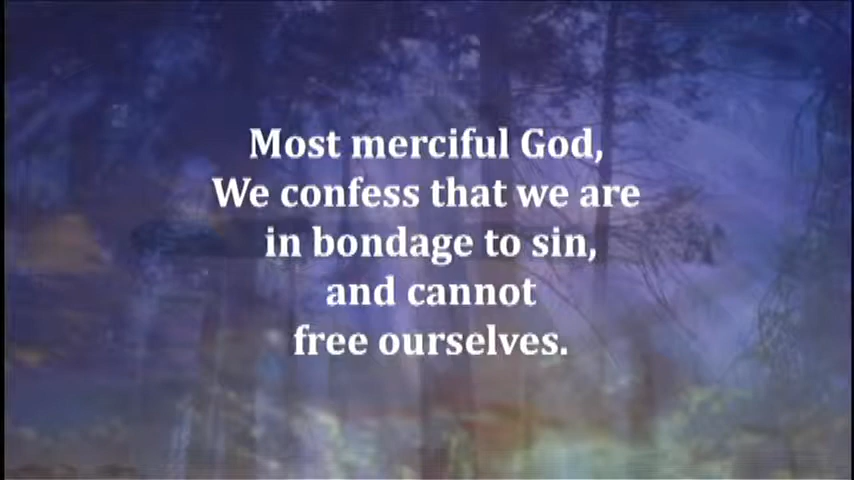 Most merciful God,
We confess that we are
in bondage to sin,
and cannot
free ourselves.